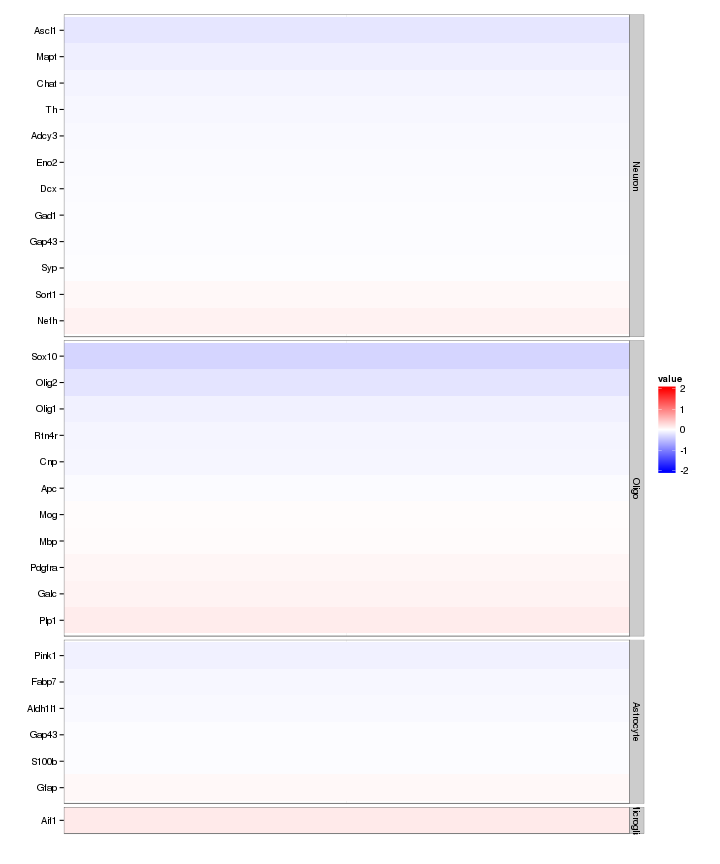 Ascl1
Mapt
Chat
Th
Adcy3
Eno2
Dcx
Gad1
Gap43
Syp
Sort1
Nefh
Neuron
Sox10
Olig2
Olig1
Rtn4r
Cnp
Apc
Mog
Mbp
Pdgfra
Galc
Plp1
Oligo
Pink1
Fabp7
Aldh1l1
Gap43
S100b
Gfap
Astrocyte
Aif1
value
2
1
0
-1
-2